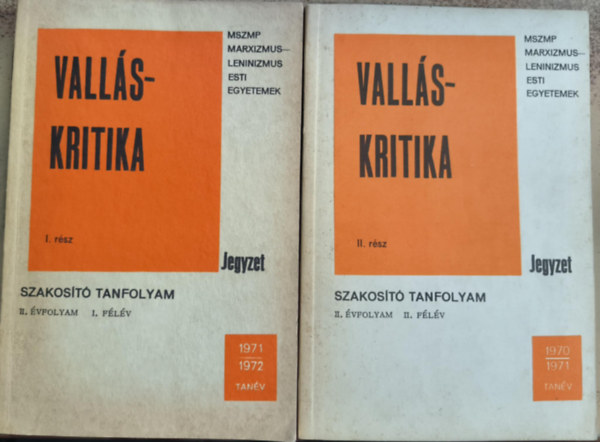 MSZMP
MARXIZMUS—
LENINIZMUS
ESTI
EGYETEMEK
VALLÁS-
KRITIKA
I. rész
Jegyzet
SZAKOSÍTÓ TANFOLYAM
II. ÉVFOLYAM I. FÉLÉV
1971
1972
TANÉV
MSZMP
MARXIZMUS—
LENINIZMUS
ESTI
EGYETEMEK
VALLÁS-
KRITIKA
II. rész
Jegyzet
SZAKOSÍTÓ TANFOLYAM
II. ÉVFOLYAM II. FÉLÉV
1970
1971
TANÉV